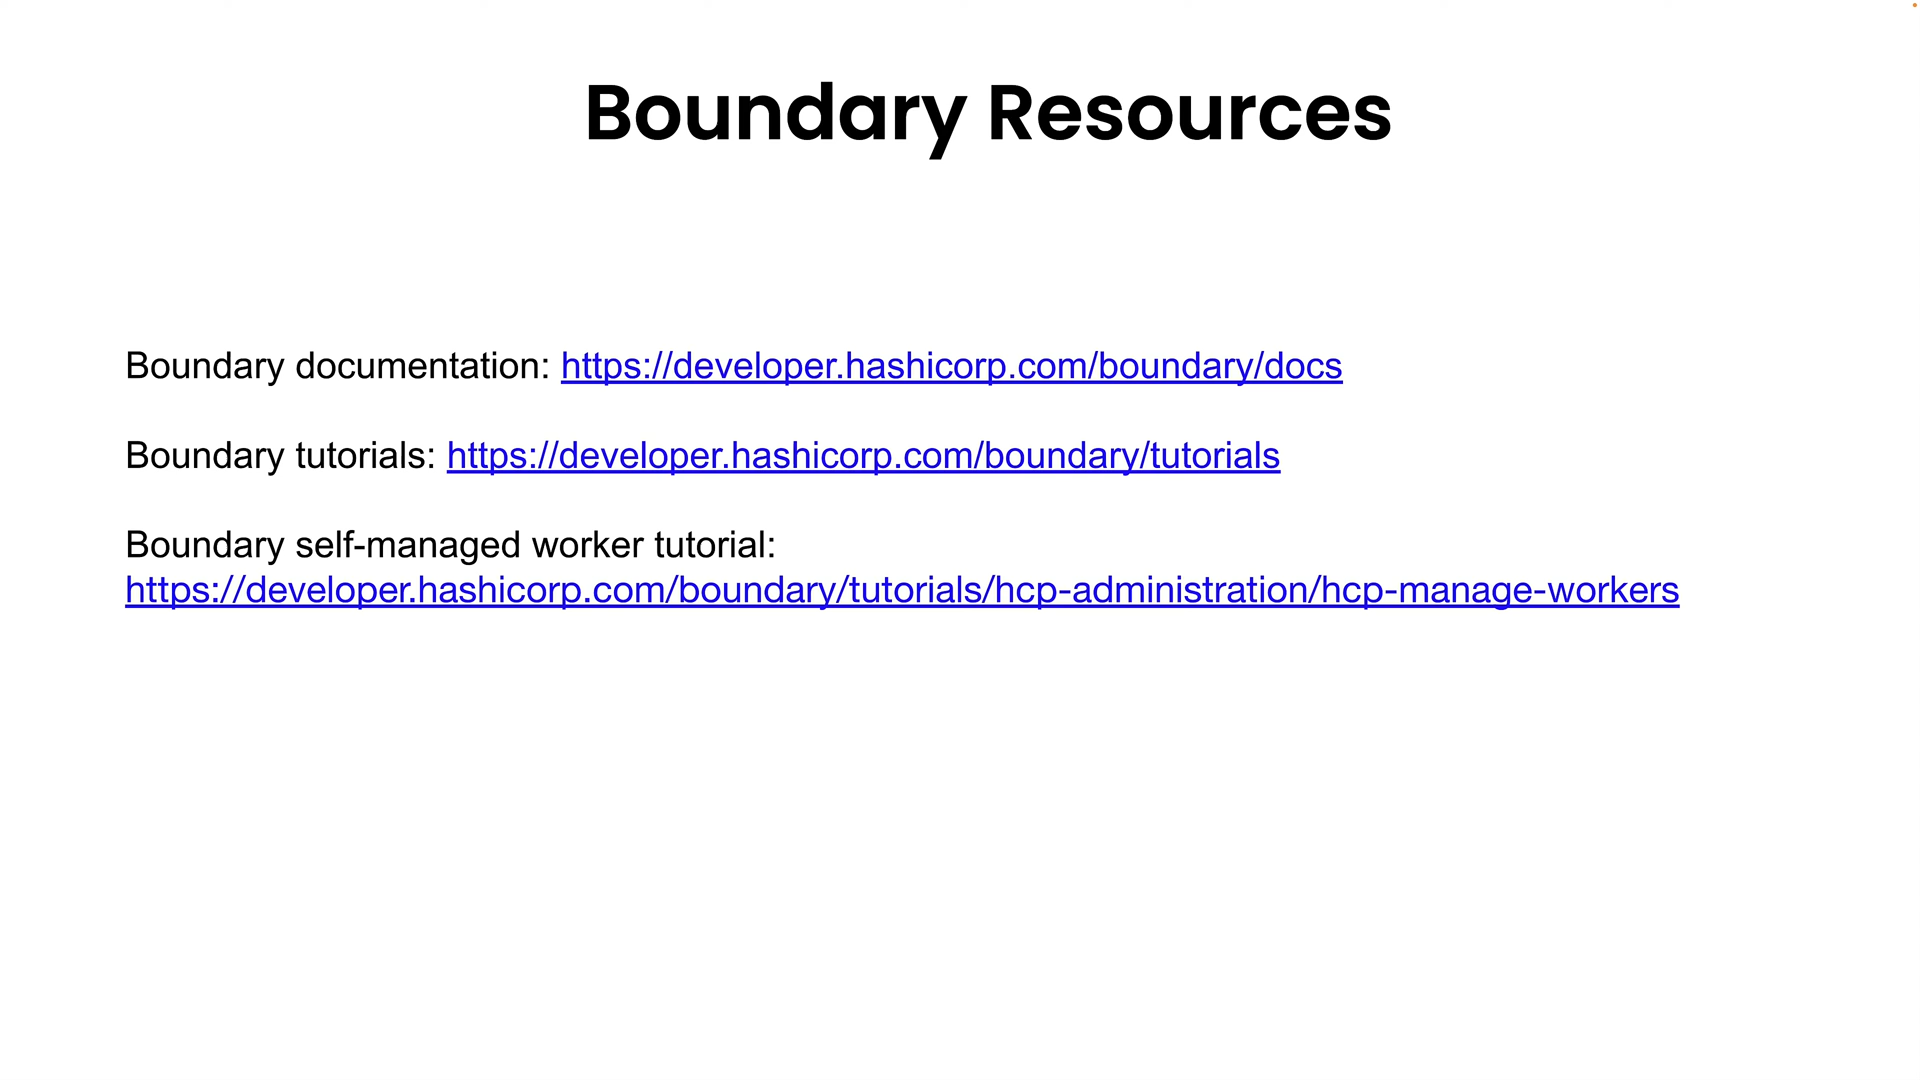 Boundary Resources
Boundary documentation: https://developer.hashicorp.com/boundary/docs
Boundary tutorials: https://developer.hashicorp.com/boundary/tutorials
Boundary self-managed worker tutorial:
https://developer.hashicorp.com/boundary/tutorials/hcp-administration/hcp-manage-workers